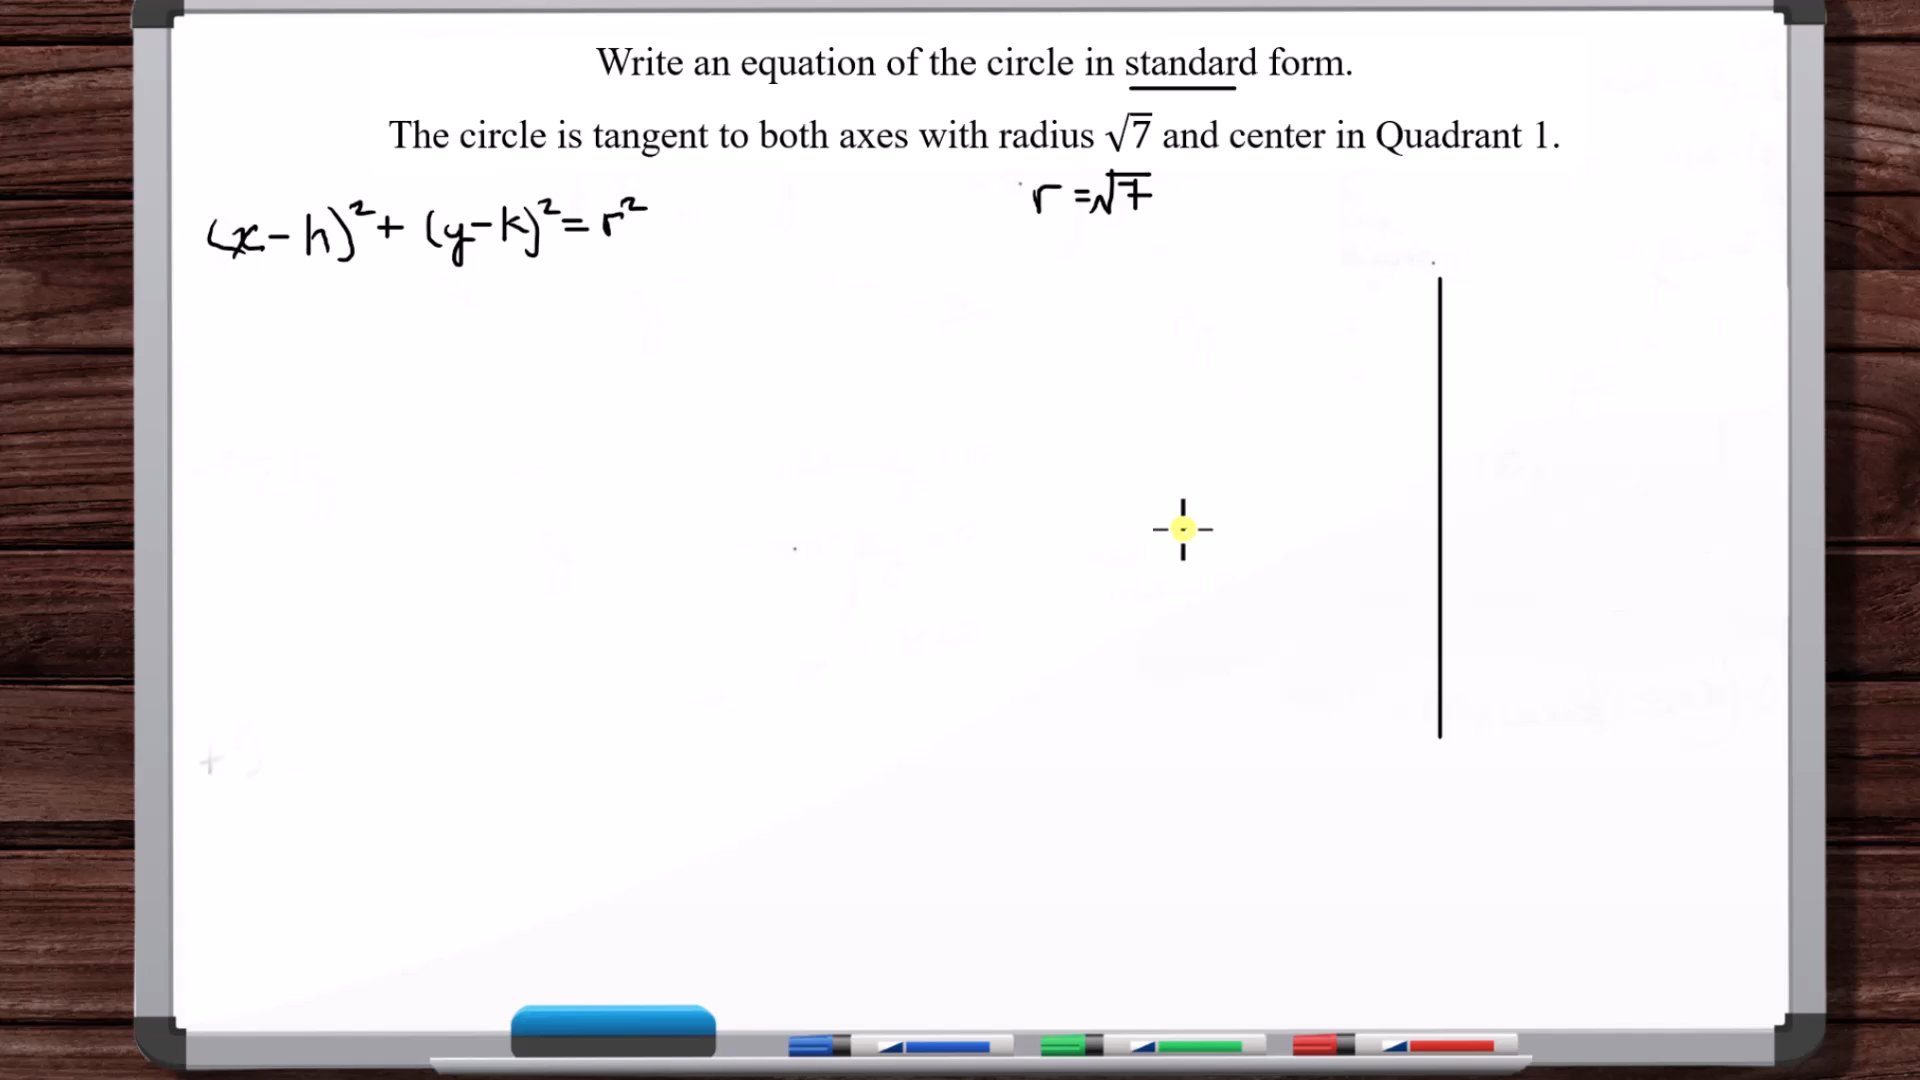 Write an equation of the circle in standard form.
The circle is tangent to both axes with radius √7 and center in Quadrant 1.
r = √7
(x - h)² + (y - k)² = r²